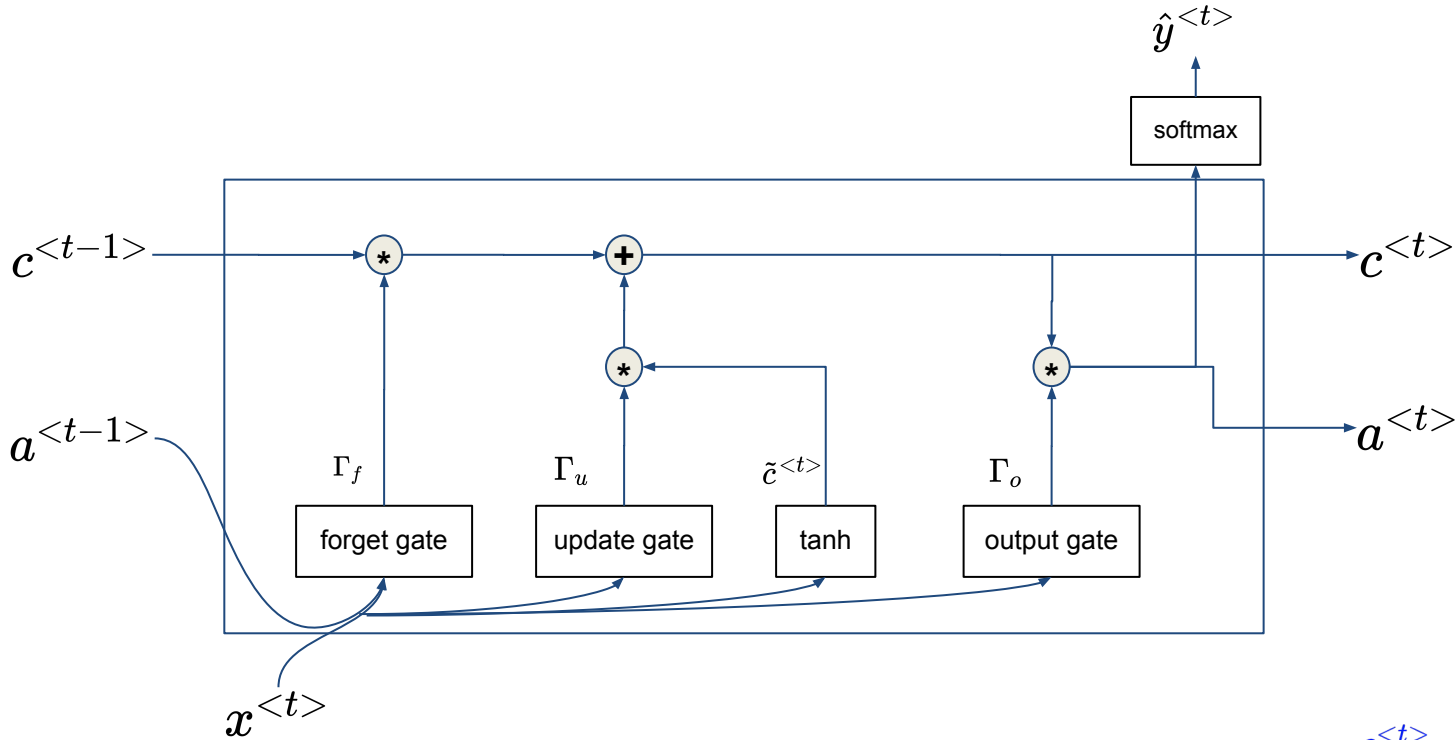 ŷ<t>
softmax
c<t-1>
*
+
c<t>
*
*
a<t-1>
a<t>
Γf
Γu
c̃<t>
Γo
forget gate
update gate
tanh
output gate
x<t>
<t>